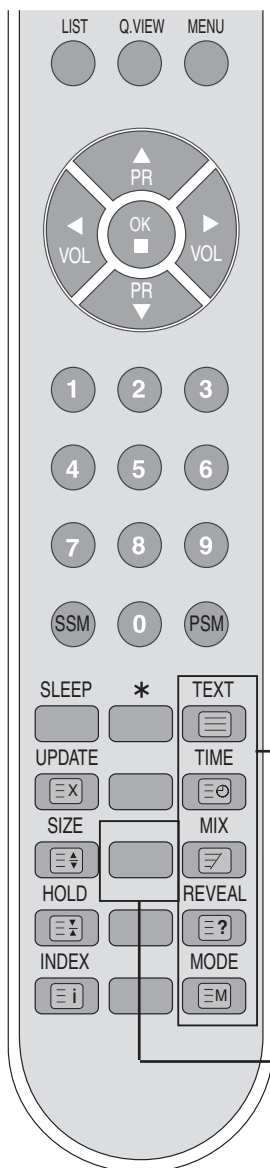 LIST Q.VIEW MENU
PR
OK
VOL VOL
PR
1 2 3
4 5 6
7 8 9
SSM 0 PSM
SLEEP * TEXT
UPDATE TIME
X
SIZE MIX
HOLD REVEAL
?
INDEX MODE
i M